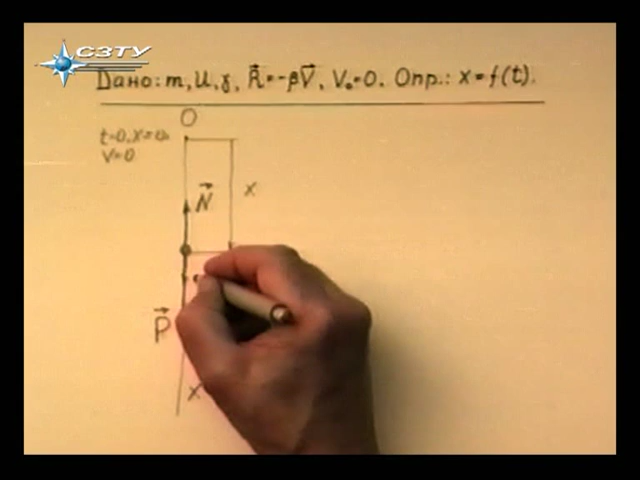 СЗТУ
Дано: m, U, γ, R⃗=-βV⃗, V₀=0. Опр.: x=f(t).
O
t=0, x=0,
V=0
x
N⃗
P⃗
x